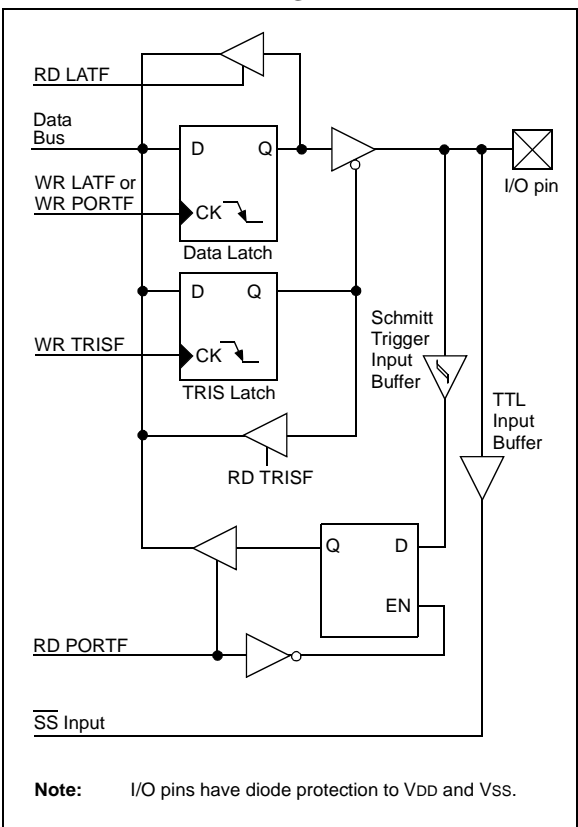 RD LATF
Data
Bus
D
Q
WR LATF or
WR PORTF
CK
I/O pin
Data Latch
D
Q
WR TRISF
CK
TRIS Latch
Schmitt
Trigger
Input
Buffer
TTL
Input
Buffer
RD TRISF
Q
D
EN
RD PORTF
SS Input
Note: I/O pins have diode protection to VDD and VSS.